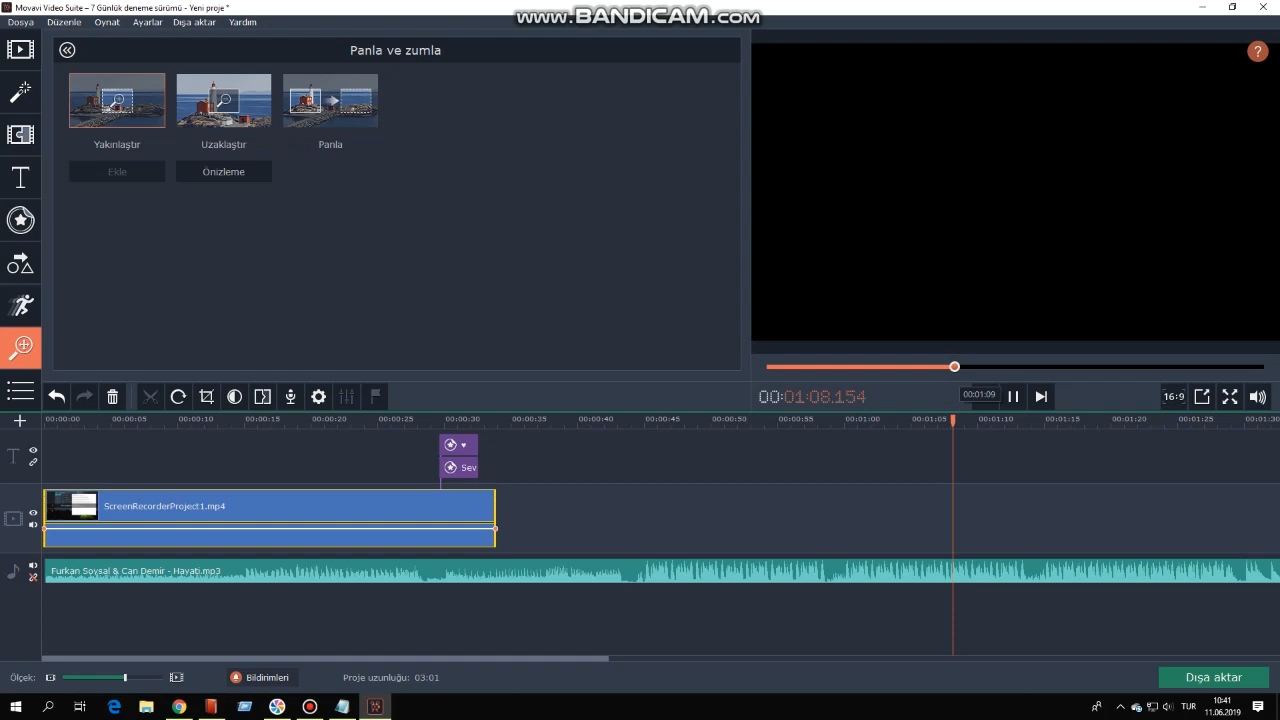 Movavi Video Suite – 7 Günlük deneme sürümü – Yeni proje *
www.BANDICAM.com
Dosya Düzenle Oynat Ayarlar Dışa aktar Yardım
Panla ve zumla
?
Yakınlaştır Uzaklaştır Panla
Ekle Önizleme
00:01:08.154
00:01:09
16:9
00:00:00 00:00:05 00:00:10 00:00:15 00:00:20 00:00:25 00:00:30 00:00:35 00:00:40 00:00:45 00:00:50 00:00:55 00:01:00 00:01:05 00:01:10 00:01:15 00:01:20 00:01:25 00:01:30
♥
Sev
ScreenRecorderProject1.mp4
Furkan Soysal & Can Demir - Hayati.mp3
Ölçek: Bildirimleri Proje uzunluğu: 03:01 Dışa aktar
TUR
10:41
11.06.2019